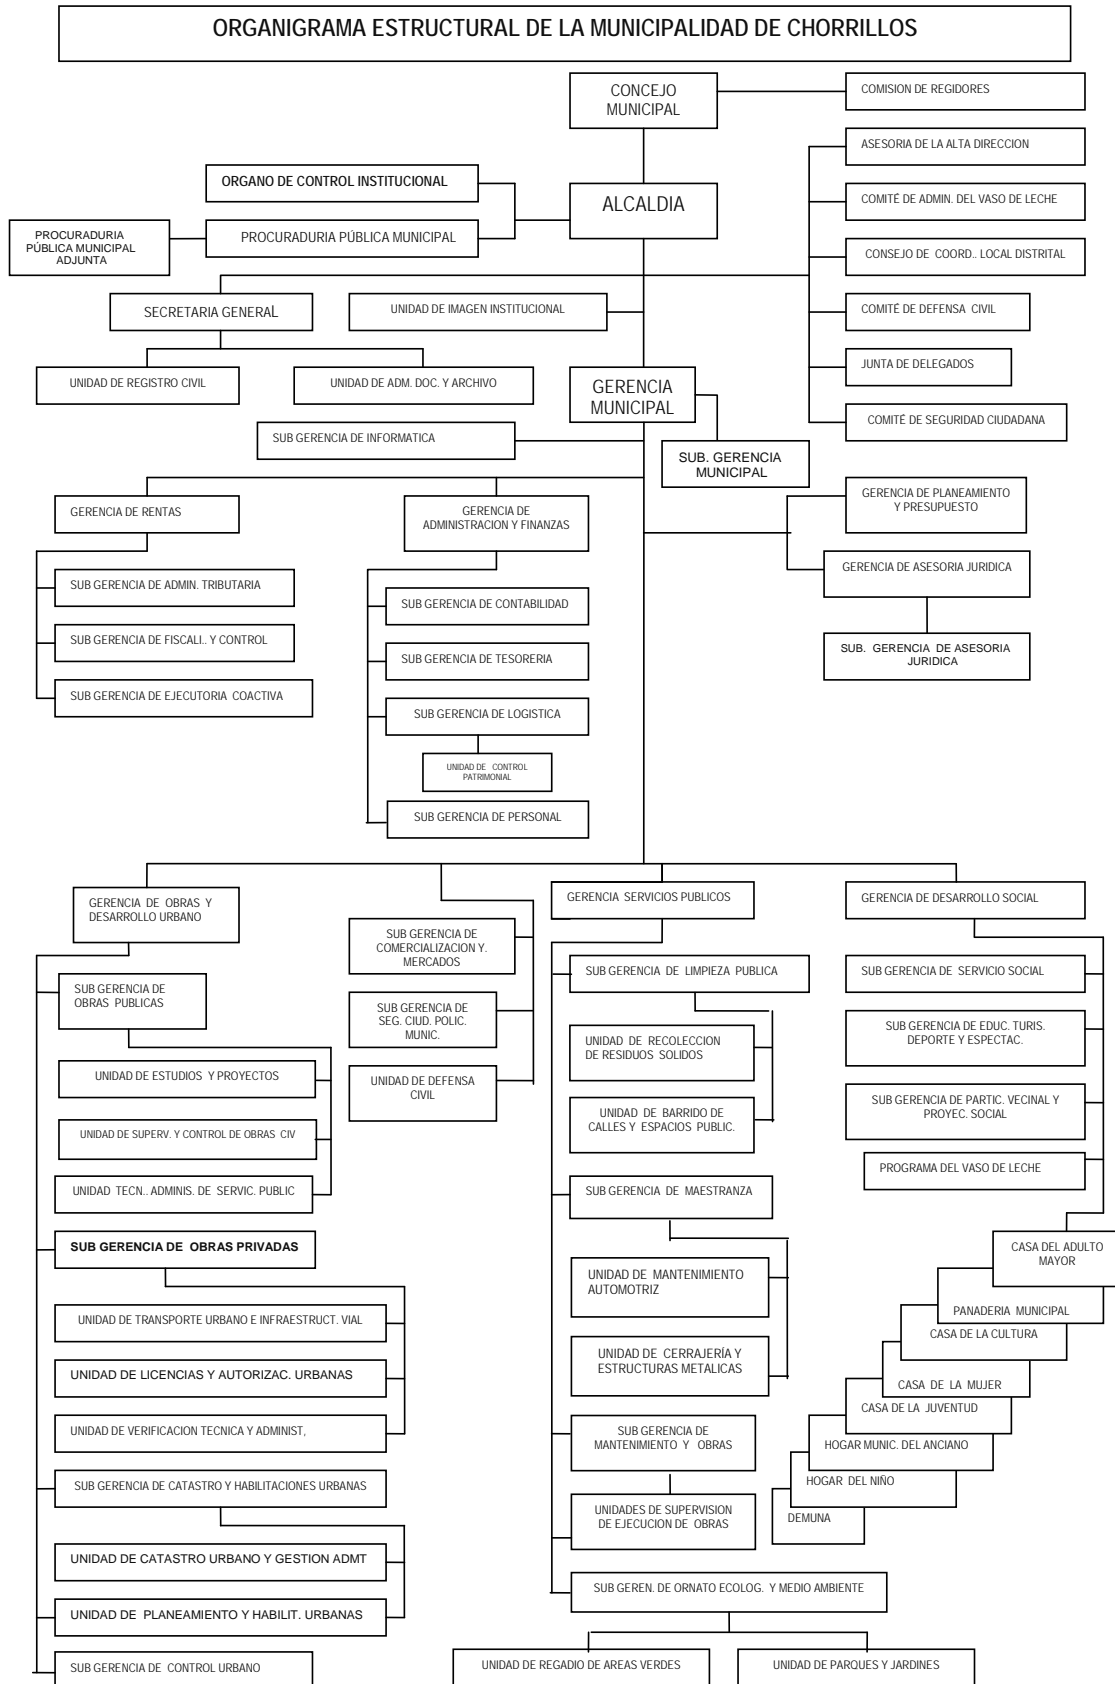 ORGANIGRAMA ESTRUCTURAL DE LA MUNICIPALIDAD DE CHORRILLOS
CONCEJO
MUNICIPAL
COMISION DE REGIDORES
ASESORIA DE LA ALTA DIRECCION
ORGANO DE CONTROL INSTITUCIONAL
ALCALDIA
COMITÉ DE ADMIN. DEL VASO DE LECHE
PROCURADURIA
PÚBLICA MUNICIPAL
ADJUNTA
PROCURADURIA PÚBLICA MUNICIPAL
CONSEJO DE COORD.. LOCAL DISTRITAL
SECRETARIA GENERAL
UNIDAD DE IMAGEN INSTITUCIONAL
COMITÉ DE DEFENSA CIVIL
UNIDAD DE REGISTRO CIVIL
UNIDAD DE ADM. DOC. Y ARCHIVO
GERENCIA
MUNICIPAL
JUNTA DE DELEGADOS
COMITÉ DE SEGURIDAD CIUDADANA
SUB GERENCIA DE INFORMATICA
SUB. GERENCIA
MUNICIPAL
GERENCIA DE RENTAS
GERENCIA DE
ADMINISTRACION Y FINANZAS
GERENCIA DE PLANEAMIENTO
Y PRESUPUESTO
GERENCIA DE ASESORIA JURIDICA
SUB GERENCIA DE ADMIN. TRIBUTARIA
SUB GERENCIA DE CONTABILIDAD
SUB GERENCIA DE FISCALI.. Y CONTROL
SUB GERENCIA DE TESORERIA
SUB. GERENCIA DE ASESORIA
JURIDICA
SUB GERENCIA DE EJECUTORIA COACTIVA
SUB GERENCIA DE LOGISTICA
UNIDAD DE CONTROL
PATRIMONIAL
SUB GERENCIA DE PERSONAL
GERENCIA DE OBRAS Y
DESARROLLO URBANO
GERENCIA SERVICIOS PUBLICOS
GERENCIA DE DESARROLLO SOCIAL
SUB GERENCIA DE
COMERCIALIZACION Y.
MERCADOS
SUB GERENCIA DE
OBRAS PUBLICAS
SUB GERENCIA DE LIMPIEZA PUBLICA
SUB GERENCIA DE SERVICIO SOCIAL
SUB GERENCIA DE
SEG. CIUD. POLIC.
MUNIC.
UNIDAD DE RECOLECCION
DE RESIDUOS SOLIDOS
SUB GERENCIA DE EDUC. TURIS.
DEPORTE Y ESPECTAC.
UNIDAD DE ESTUDIOS Y PROYECTOS
UNIDAD DE DEFENSA
CIVIL
UNIDAD DE BARRIDO DE
CALLES Y ESPACIOS PUBLIC.
SUB GERENCIA DE PARTIC. VECINAL Y
PROYEC. SOCIAL
UNIDAD DE SUPERV. Y CONTROL DE OBRAS CIV
PROGRAMA DEL VASO DE LECHE
UNIDAD TECN.. ADMINIS. DE SERVIC. PUBLIC
SUB GERENCIA DE MAESTRANZA
SUB GERENCIA DE OBRAS PRIVADAS
CASA DEL ADULTO
MAYOR
UNIDAD DE MANTENIMIENTO
AUTOMOTRIZ
PANADERIA MUNICIPAL
UNIDAD DE TRANSPORTE URBANO E INFRAESTRUCT. VIAL
CASA DE LA CULTURA
UNIDAD DE CERRAJERÍA Y
ESTRUCTURAS METALICAS
UNIDAD DE LICENCIAS Y AUTORIZAC. URBANAS
CASA DE LA MUJER
CASA DE LA JUVENTUD
UNIDAD DE VERIFICACION TECNICA Y ADMINIST,
SUB GERENCIA DE
MANTENIMIENTO Y OBRAS
HOGAR MUNIC. DEL ANCIANO
SUB GERENCIA DE CATASTRO Y HABILITACIONES URBANAS
HOGAR DEL NIÑO
UNIDADES DE SUPERVISION
DE EJECUCION DE OBRAS
DEMUNA
UNIDAD DE CATASTRO URBANO Y GESTION ADMT
SUB GEREN. DE ORNATO ECOLOG. Y MEDIO AMBIENTE
UNIDAD DE PLANEAMIENTO Y HABILIT. URBANAS
SUB GERENCIA DE CONTROL URBANO
UNIDAD DE REGADIO DE AREAS VERDES
UNIDAD DE PARQUES Y JARDINES